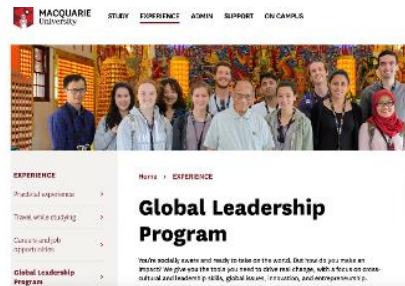 MACQUARIE
University
STUDY EXPERIENCE ADMIN SUPPORT ON CAMPUS
EXPERIENCE
Practical experience
Travel while studying
Careers and job
opportunities
Global Leadership
Program
Home › EXPERIENCE
Global Leadership
Program
You're socially aware and ready to take on the world. But how do you make an
impact? We give you the tools you need to drive real change, with a focus on cross-
cultural and leadership skills, global issues, innovation, and entrepreneurship.